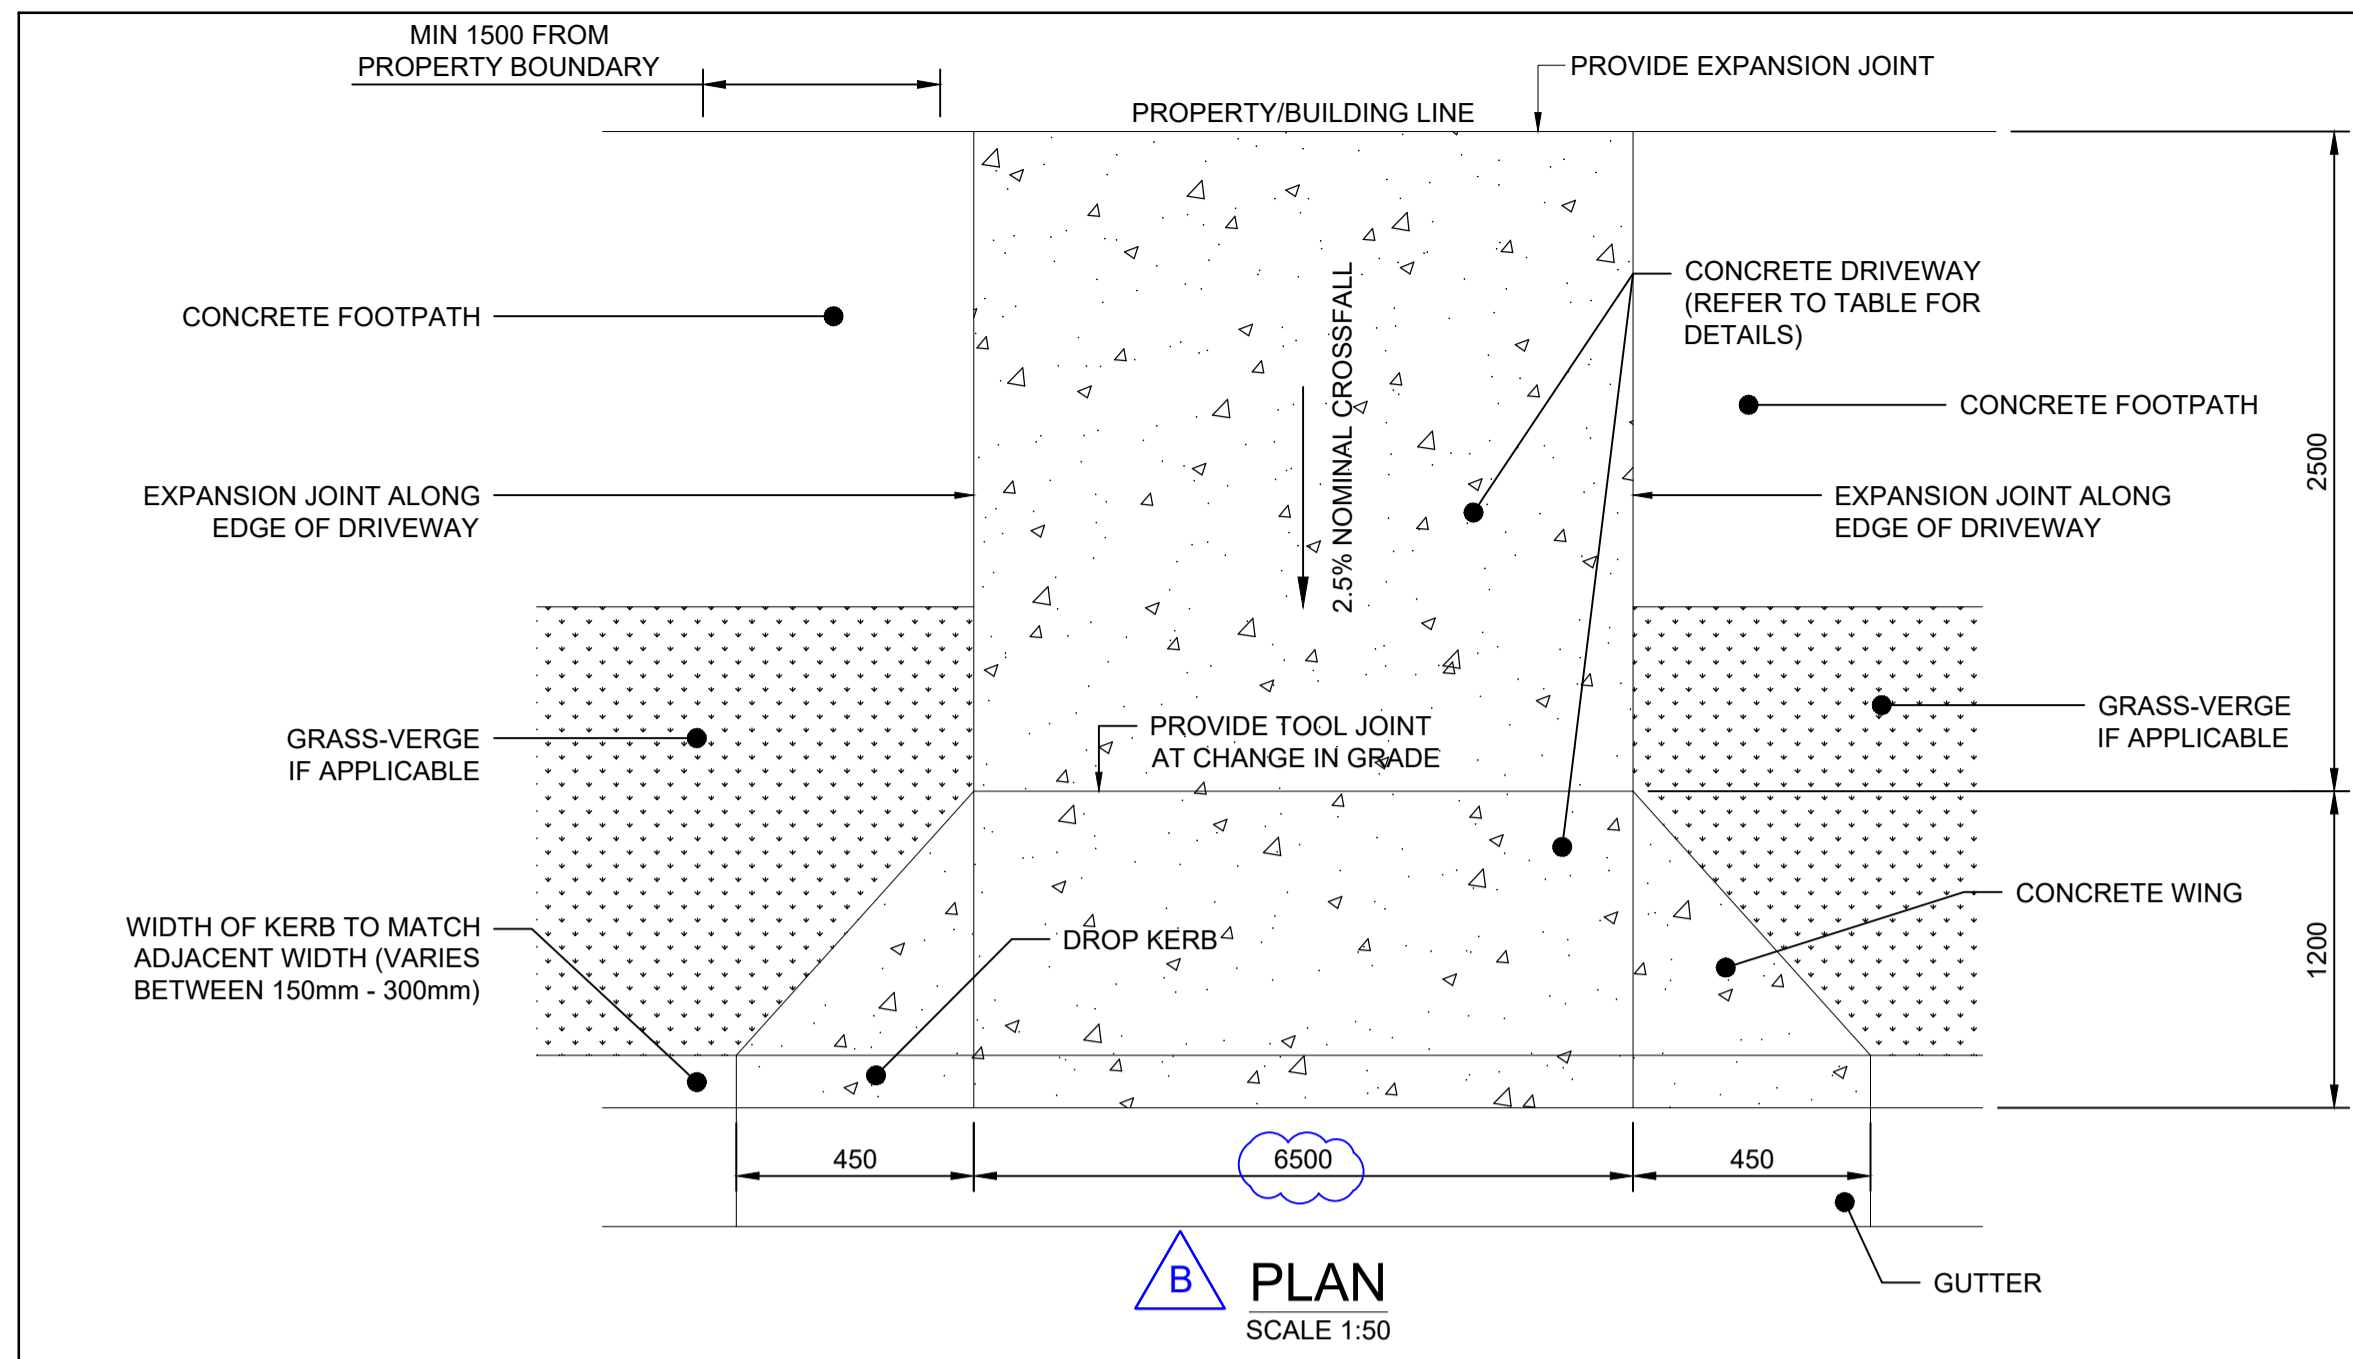 MIN 1500 FROM
PROPERTY BOUNDARY
PROVIDE EXPANSION JOINT
PROPERTY/BUILDING LINE
CONCRETE FOOTPATH
2.5% NOMINAL CROSSFALL
CONCRETE DRIVEWAY
(REFER TO TABLE FOR
DETAILS)
CONCRETE FOOTPATH
2500
EXPANSION JOINT ALONG
EDGE OF DRIVEWAY
EXPANSION JOINT ALONG
EDGE OF DRIVEWAY
GRASS-VERGE
IF APPLICABLE
PROVIDE TOOL JOINT
AT CHANGE IN GRADE
GRASS-VERGE
IF APPLICABLE
WIDTH OF KERB TO MATCH
ADJACENT WIDTH (VARIES
BETWEEN 150mm - 300mm)
DROP KERB
CONCRETE WING
1200
450
6500
450
B
PLAN
SCALE 1:50
GUTTER